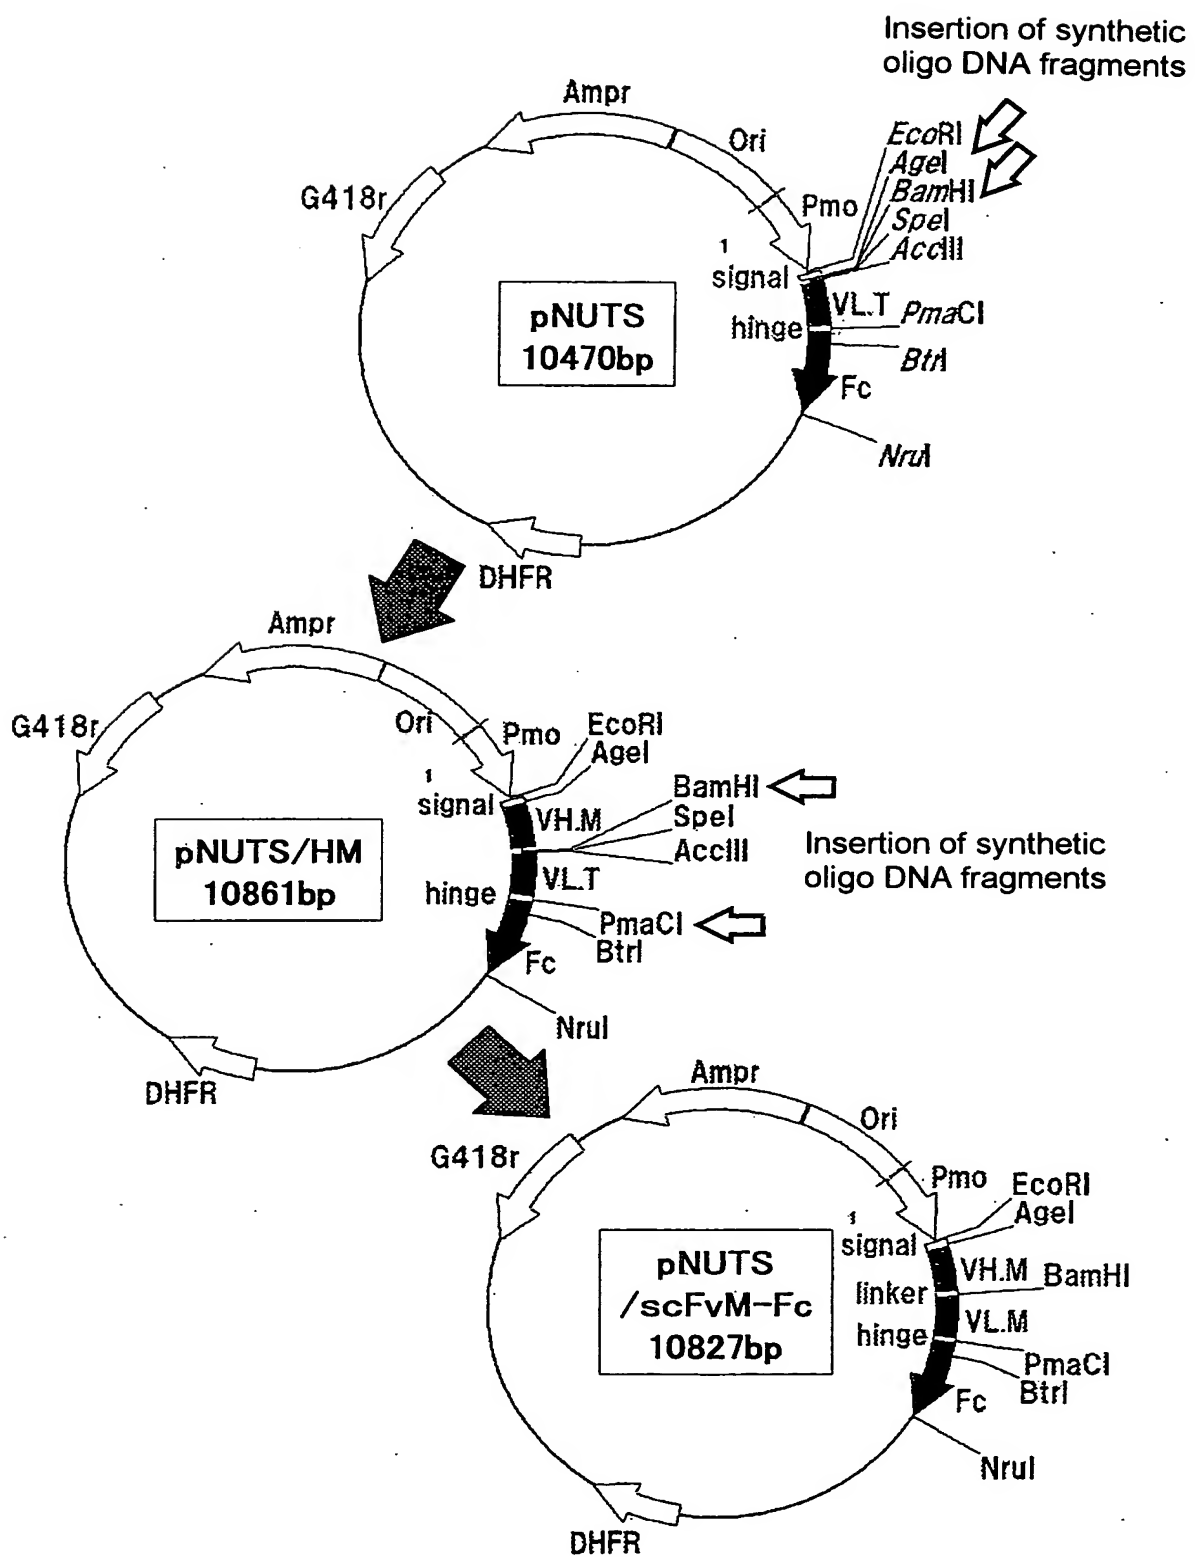 Insertion of synthetic
oligo DNA fragments
Ampr
Ori
EcoRI
AgeI
BamHI
SpeI
AccIII
G418r
Pmo
1
signal
VL.T
PmaCI
hinge
BtrI
pNUTS
10470bp
Fc
NruI
DHFR
Ampr
G418r
Ori
Pmo
EcoRI
AgeI
1
signal
VH.M
BamHI
SpeI
AccIII
Insertion of synthetic
oligo DNA fragments
pNUTS/HM
10861bp
hinge
VL.T
PmaCI
BtrI
Fc
NruI
DHFR
Ampr
Ori
G418r
Pmo
EcoRI
AgeI
1
signal
VH.M
BamHI
linker
pNUTS
/scFvM-Fc
10827bp
VL.M
hinge
PmaCI
BtrI
Fc
NruI
DHFR